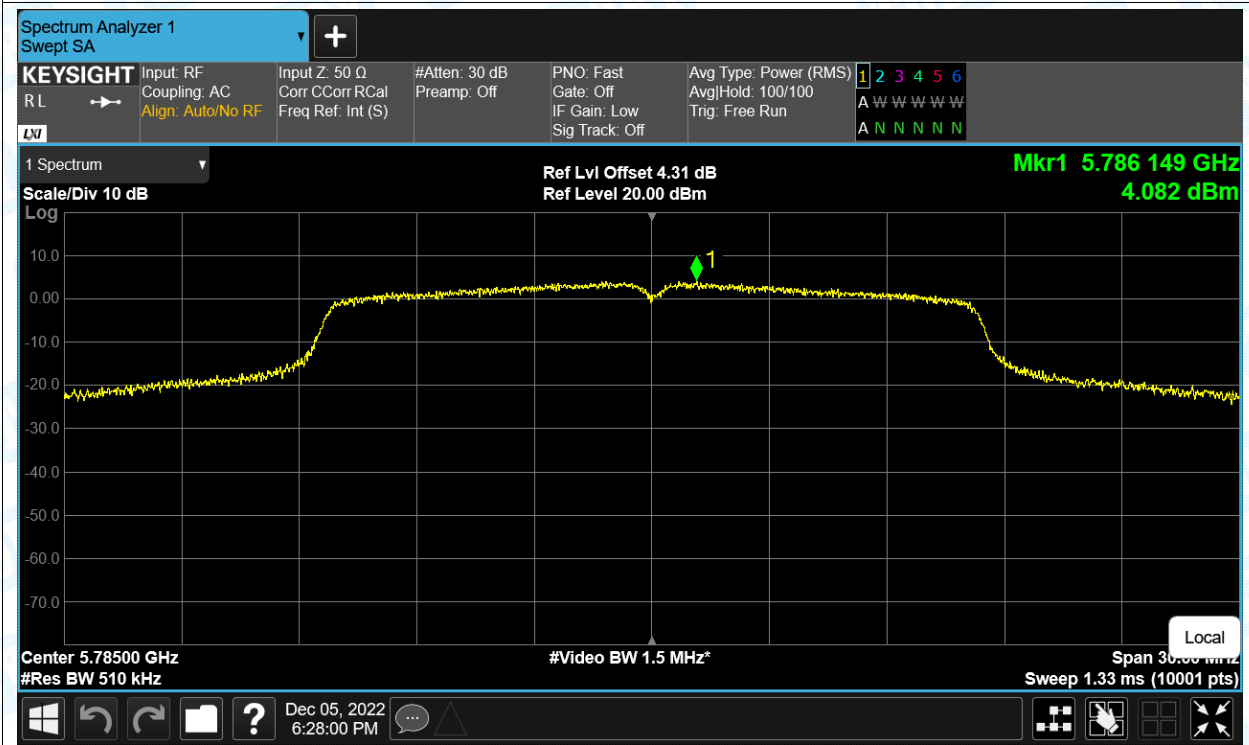 Spectrum Analyzer 1
Swept SA
KEYSIGHT
R L
LXI
Input: RF
Coupling: AC
Align: Auto/No RF
Input Z: 50 Ω
Corr CCorr RCal
Freq Ref: Int (S)
#Atten: 30 dB
Preamp: Off
PNO: Fast
Gate: Off
IF Gain: Low
Sig Track: Off
Avg Type: Power (RMS)
Avg|Hold: 100/100
Trig: Free Run
1 2 3 4 5 6
A W W W W W
A N N N N N
1 Spectrum
Scale/Div 10 dB
Log
Ref Lvl Offset 4.31 dB
Ref Level 20.00 dBm
Mkr1 5.786 149 GHz
4.082 dBm
1
10.0
0.00
-10.0
-20.0
-30.0
-40.0
-50.0
-60.0
-70.0
Local
Center 5.78500 GHz
#Video BW 1.5 MHz*
Span 30.00 MHz
#Res BW 510 kHz
Sweep 1.33 ms (10001 pts)
?
Dec 05, 2022
6:28:00 PM